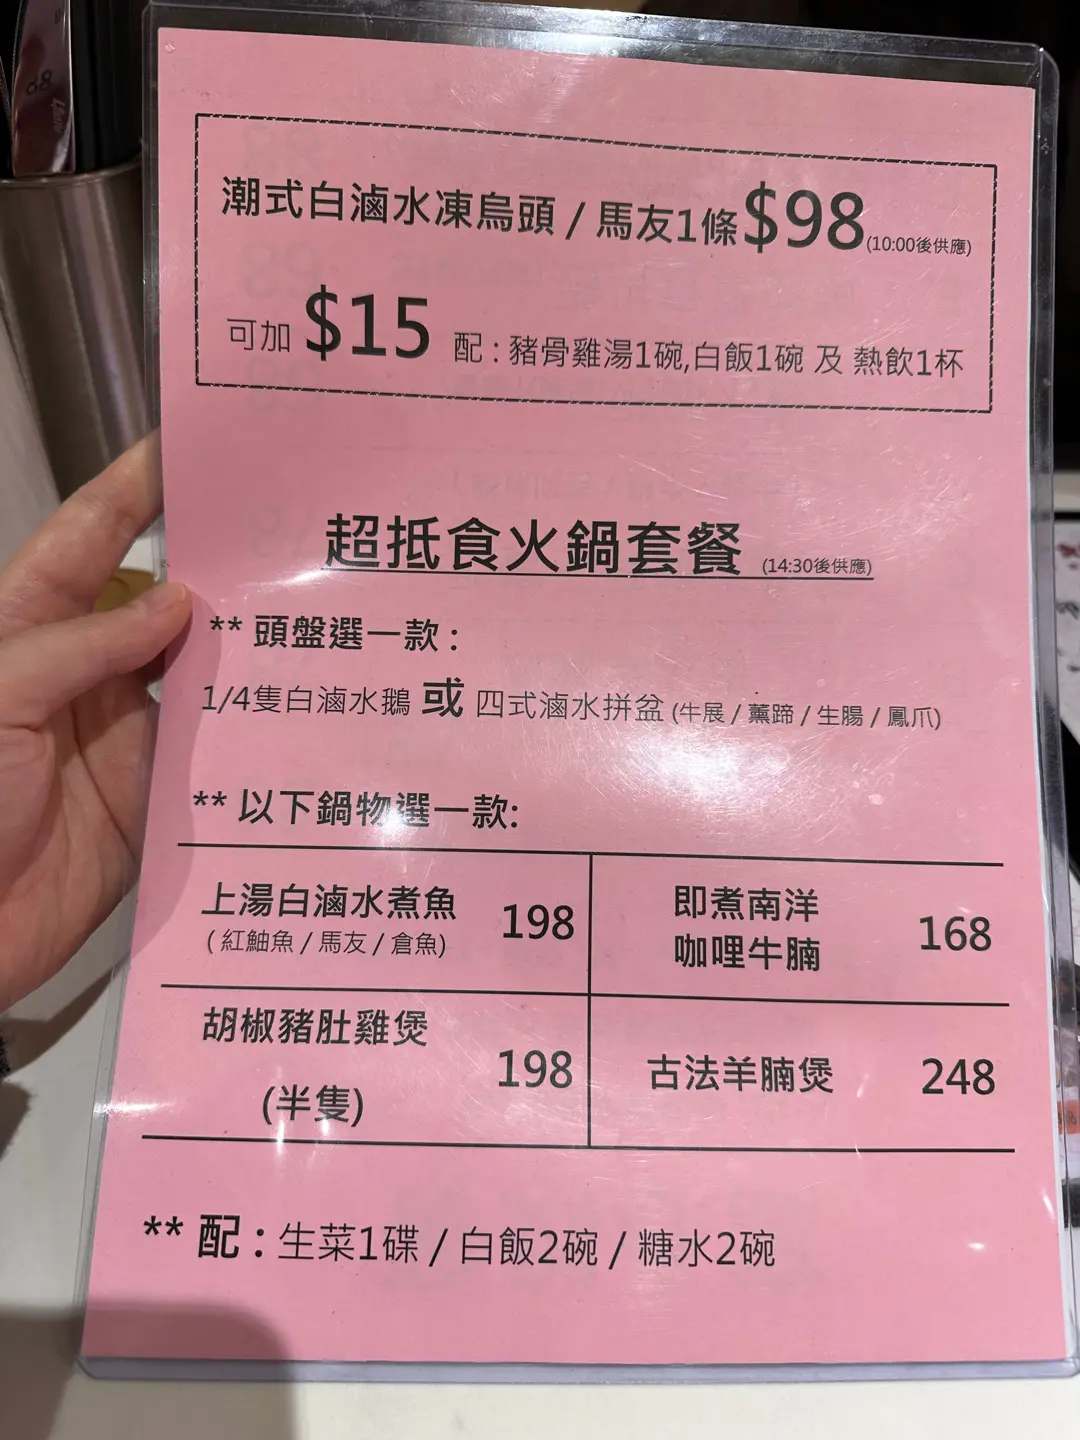 潮式白滷水凍烏頭 / 馬友1條 $98 (10:00後供應)
可加 $15 配 : 豬骨雞湯1碗,白飯1碗 及 熱飲1杯
超抵食火鍋套餐 (14:30後供應)
** 頭盤選一款 :
1/4隻白滷水鵝 或 四式滷水拼盆 (牛展 / 薰蹄 / 生腸 / 鳳爪)
** 以下鍋物選一款:
上湯白滷水煮魚 198
( 紅鮋魚 / 馬友 / 倉魚)
即煮南洋
咖哩牛腩 168
胡椒豬肚雞煲
(半隻) 198
古法羊腩煲 248
** 配 : 生菜1碟 / 白飯2碗 / 糖水2碗